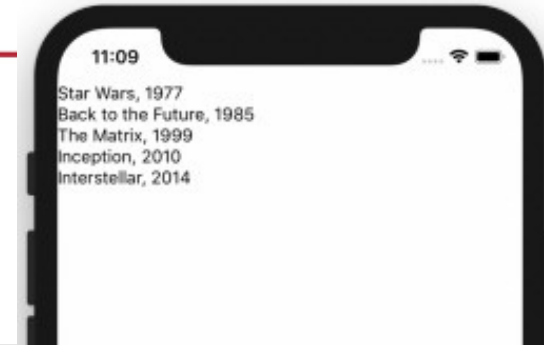 11:09
Star Wars, 1977
Back to the Future, 1985
The Matrix, 1999
Inception, 2010
Interstellar, 2014